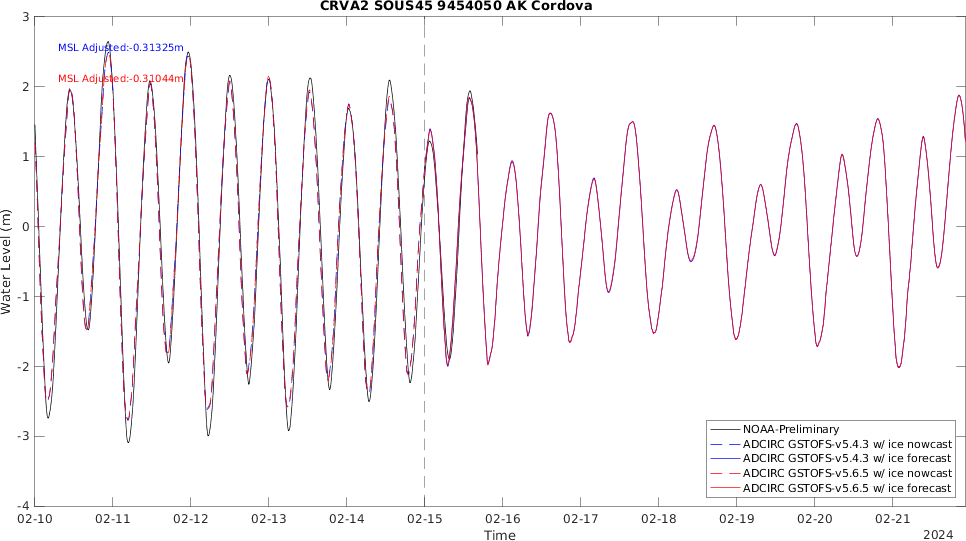 CRVA2 SOUS45 9454050 AK Cordova
3
MSL Adjusted:-0.31325m
MSL Adjusted:-0.31044m
2
1
0
Water Level (m)
-1
-2
-3
-4
NOAA-Preliminary
ADCIRC GSTOFS-v5.4.3 w/ ice nowcast
ADCIRC GSTOFS-v5.4.3 w/ ice forecast
ADCIRC GSTOFS-v5.6.5 w/ ice nowcast
ADCIRC GSTOFS-v5.6.5 w/ ice forecast
02-10 02-11 02-12 02-13 02-14 02-15 02-16 02-17 02-18 02-19 02-20 02-21
Time
2024